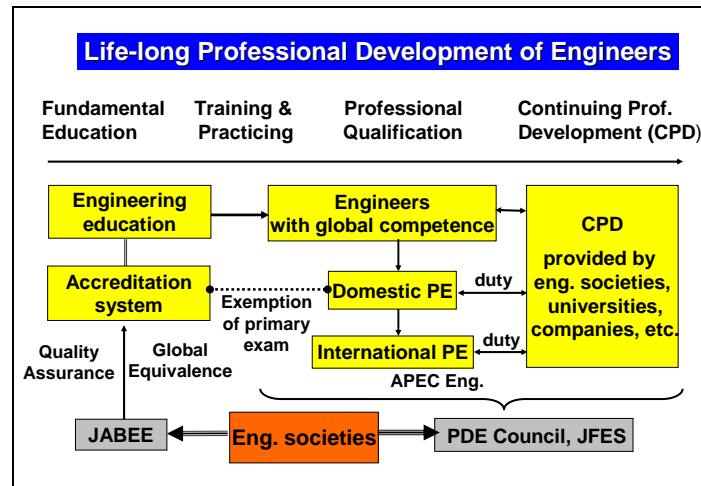 Life-long Professional Development of Engineers
Fundamental
Education
Training &
Practicing
Professional
Qualification
Continuing Prof.
Development (CPD)
Engineering
education
Engineers
with global competence
CPD
provided by
eng. societies,
universities,
companies, etc.
Accreditation
system
Exemption
of primary
exam
Domestic PE
duty
International PE
duty
APEC Eng.
Quality
Assurance
Global
Equivalence
JABEE
Eng. societies
PDE Council, JFES